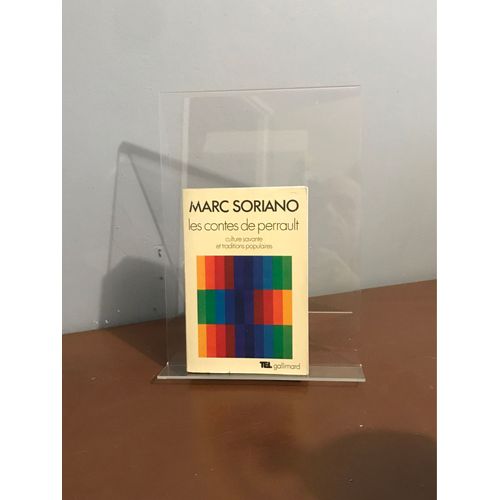 MARC SORIANO
les contes de perrault
culture savante
et traditions populaires
TEL gallimard